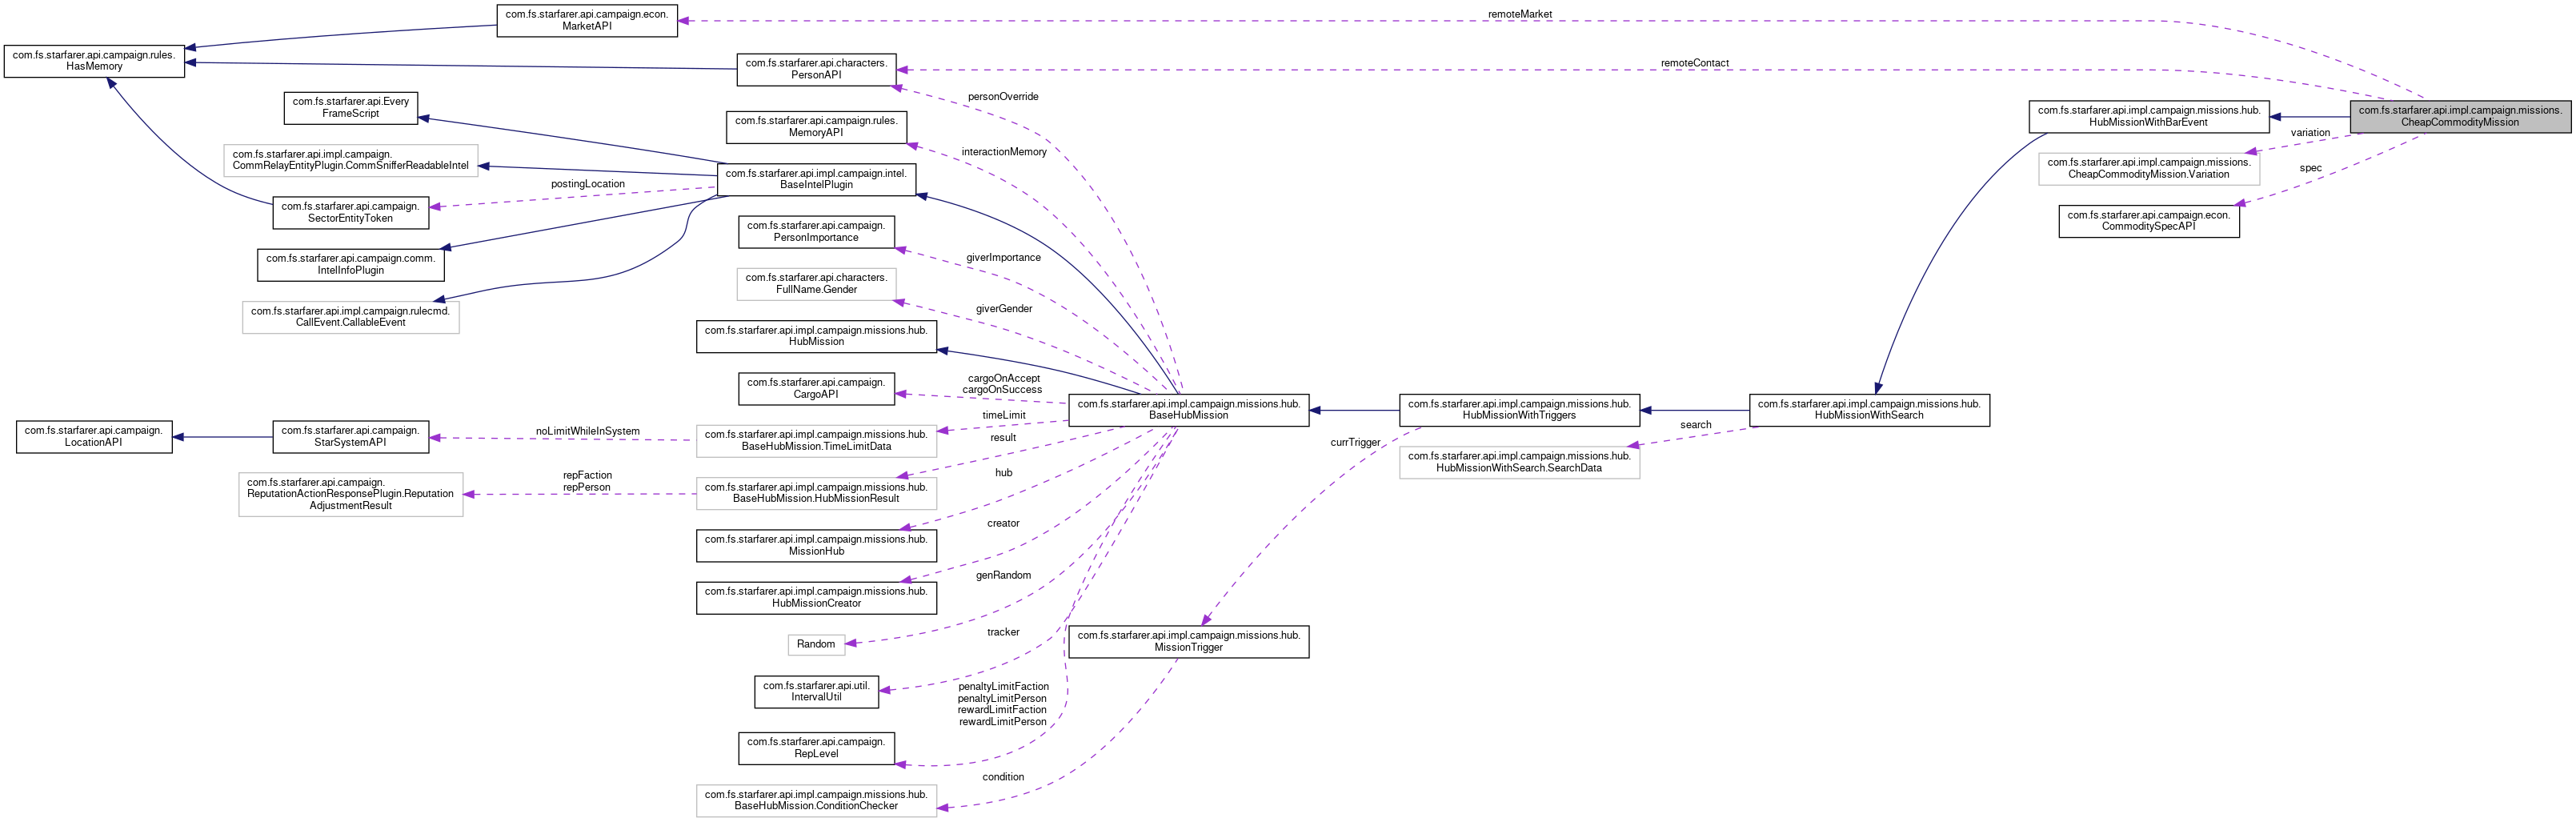 com.fs.starfarer.api.campaign.econ.
MarketAPI
remoteMarket
com.fs.starfarer.api.campaign.rules.
HasMemory
com.fs.starfarer.api.characters.
PersonAPI
remoteContact
com.fs.starfarer.api.Every
FrameScript
personOverride
com.fs.starfarer.api.campaign.rules.
MemoryAPI
com.fs.starfarer.api.impl.campaign.missions.hub.
HubMissionWithBarEvent
com.fs.starfarer.api.impl.campaign.missions.
CheapCommodityMission
variation
com.fs.starfarer.api.impl.campaign.
CommRelayEntityPlugin.CommSnifferReadableIntel
interactionMemory
com.fs.starfarer.api.impl.campaign.missions.
CheapCommodityMission.Variation
spec
com.fs.starfarer.api.impl.campaign.intel.
BaseIntelPlugin
postingLocation
com.fs.starfarer.api.campaign.
SectorEntityToken
com.fs.starfarer.api.campaign.econ.
CommoditySpecAPI
com.fs.starfarer.api.campaign.
PersonImportance
com.fs.starfarer.api.campaign.comm.
IntelInfoPlugin
giverImportance
com.fs.starfarer.api.characters.
FullName.Gender
com.fs.starfarer.api.impl.campaign.rulecmd.
CallEvent.CallableEvent
giverGender
com.fs.starfarer.api.impl.campaign.missions.hub.
HubMission
com.fs.starfarer.api.campaign.
CargoAPI
cargoOnAccept
cargoOnSuccess
com.fs.starfarer.api.impl.campaign.missions.hub.
BaseHubMission
com.fs.starfarer.api.impl.campaign.missions.hub.
HubMissionWithTriggers
com.fs.starfarer.api.impl.campaign.missions.hub.
HubMissionWithSearch
timeLimit
search
com.fs.starfarer.api.campaign.
LocationAPI
com.fs.starfarer.api.campaign.
StarSystemAPI
noLimitWhileInSystem
com.fs.starfarer.api.impl.campaign.missions.hub.
BaseHubMission.TimeLimitData
result
currTrigger
com.fs.starfarer.api.impl.campaign.missions.hub.
HubMissionWithSearch.SearchData
hub
com.fs.starfarer.api.campaign.
ReputationActionResponsePlugin.Reputation
AdjustmentResult
repFaction
repPerson
com.fs.starfarer.api.impl.campaign.missions.hub.
BaseHubMission.HubMissionResult
creator
com.fs.starfarer.api.impl.campaign.missions.hub.
MissionHub
genRandom
com.fs.starfarer.api.impl.campaign.missions.hub.
HubMissionCreator
tracker
Random
com.fs.starfarer.api.impl.campaign.missions.hub.
MissionTrigger
com.fs.starfarer.api.util.
IntervalUtil
penaltyLimitFaction
penaltyLimitPerson
rewardLimitFaction
rewardLimitPerson
com.fs.starfarer.api.campaign.
RepLevel
condition
com.fs.starfarer.api.impl.campaign.missions.hub.
BaseHubMission.ConditionChecker